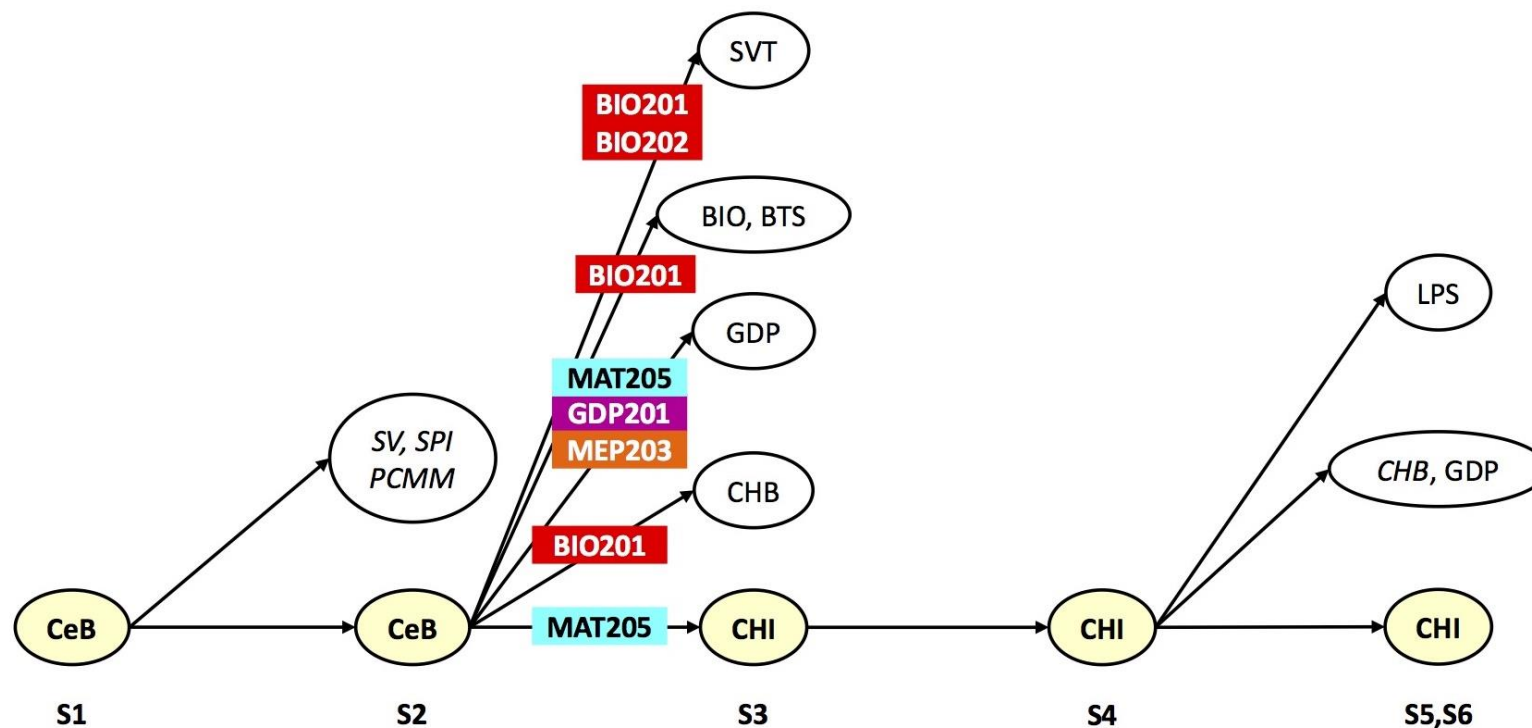 SVT
BIO201
BIO202
BIO, BTS
BIO201
GDP
MAT205
GDP201
MEP203
LPS
SV, SPI
PCMM
CHB
CHB, GDP
BIO201
CeB
CeB
MAT205
CHI
CHI
CHI
S1
S2
S3
S4
S5,S6